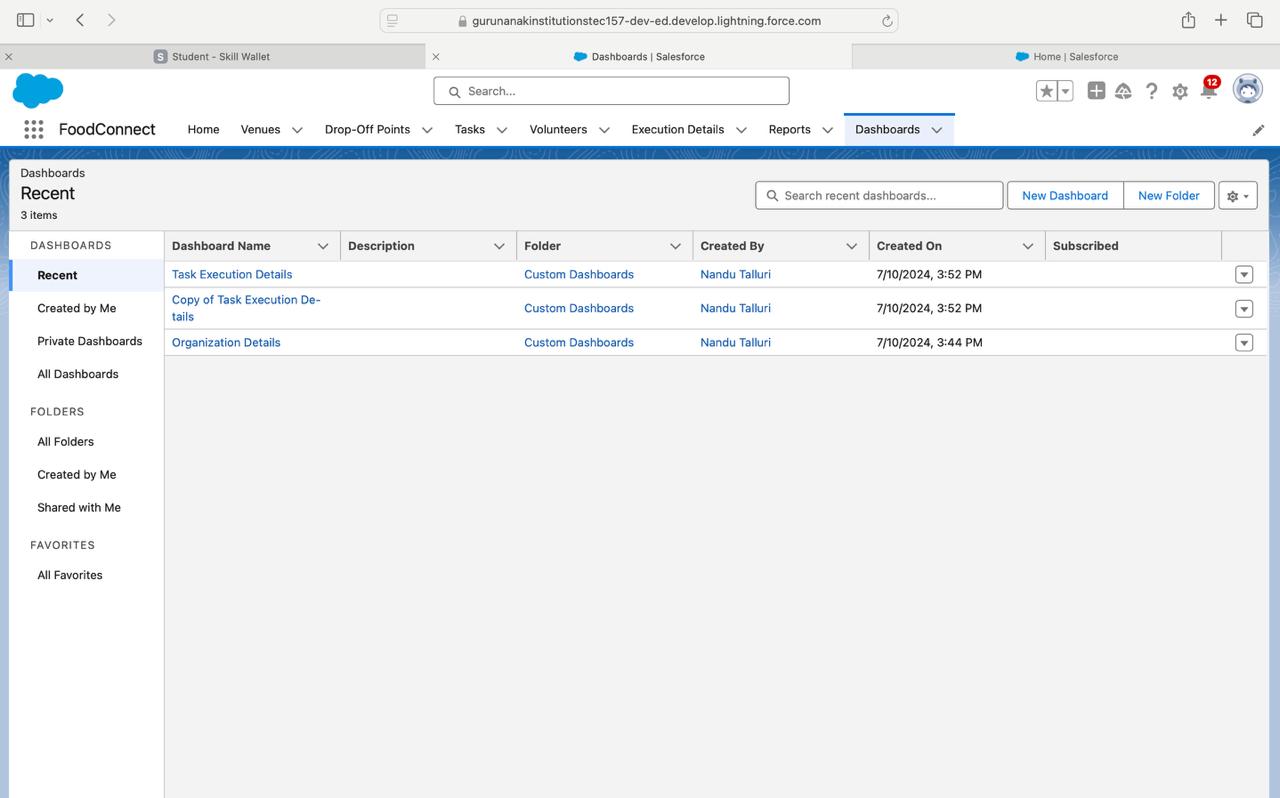 gurunanakinstitutionstec157-dev-ed.develop.lightning.force.com
S Student - Skill Wallet
Dashboards | Salesforce
Home | Salesforce
Search...
12
FoodConnect
Home
Venues
Drop-Off Points
Tasks
Volunteers
Execution Details
Reports
Dashboards
Dashboards
Recent
3 items
Search recent dashboards...
New Dashboard
New Folder
DASHBOARDS
Recent
Created by Me
Private Dashboards
All Dashboards
FOLDERS
All Folders
Created by Me
Shared with Me
FAVORITES
All Favorites
Dashboard Name
Description
Folder
Created By
Created On
Subscribed
Task Execution Details
Custom Dashboards
Nandu Talluri
7/10/2024, 3:52 PM
Copy of Task Execution De-
tails
Custom Dashboards
Nandu Talluri
7/10/2024, 3:52 PM
Organization Details
Custom Dashboards
Nandu Talluri
7/10/2024, 3:44 PM